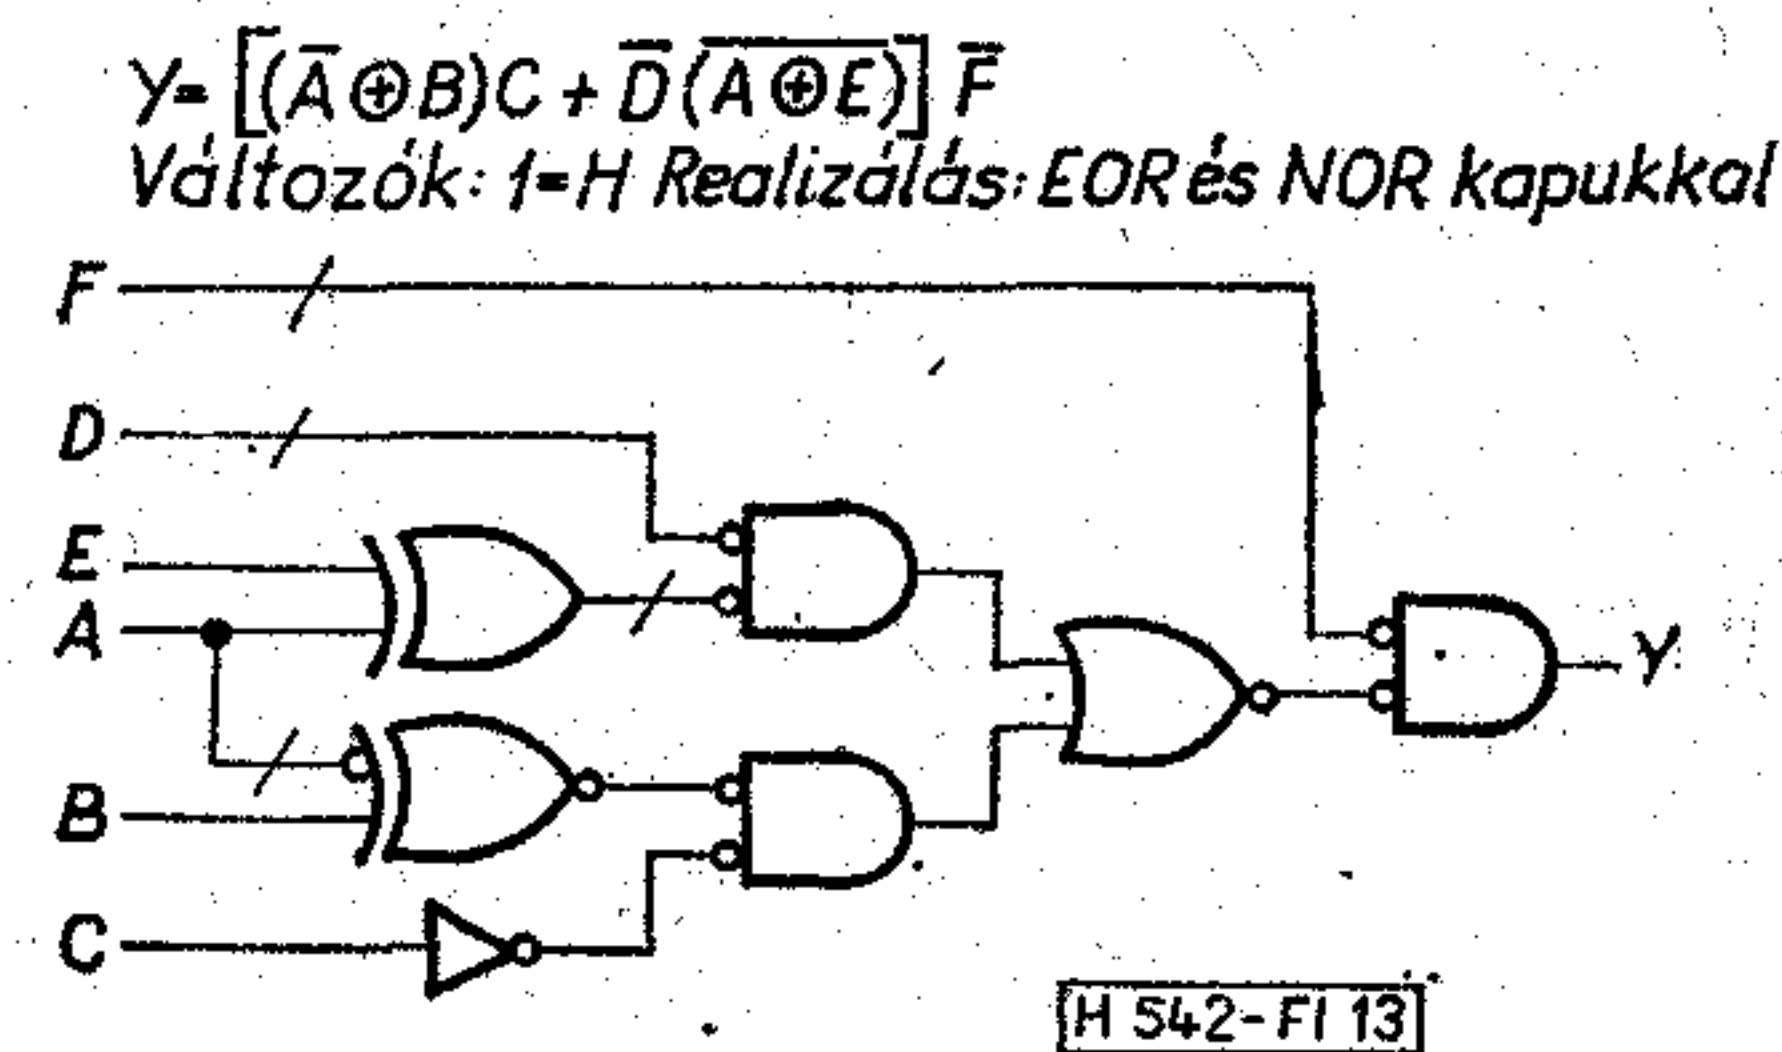 Y= [(A̅ ⊕ B)C + D̅ (A̅ ̅⊕̅ ̅E̅)] F̅
Változók: 1=H Realizálás: EOR és NOR kapukkal
F
D
E
A
B
C
Y
H 542-FI 13